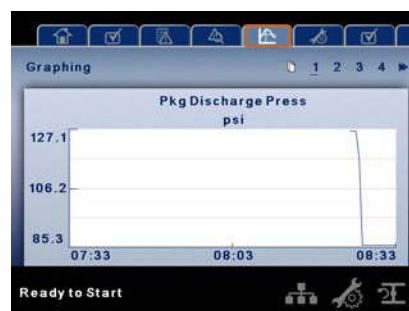 Graphing 1 2 3 4
Pkg Discharge Press
psi
127.1
106.2
85.3
07:33 08:03 08:33
Ready to Start